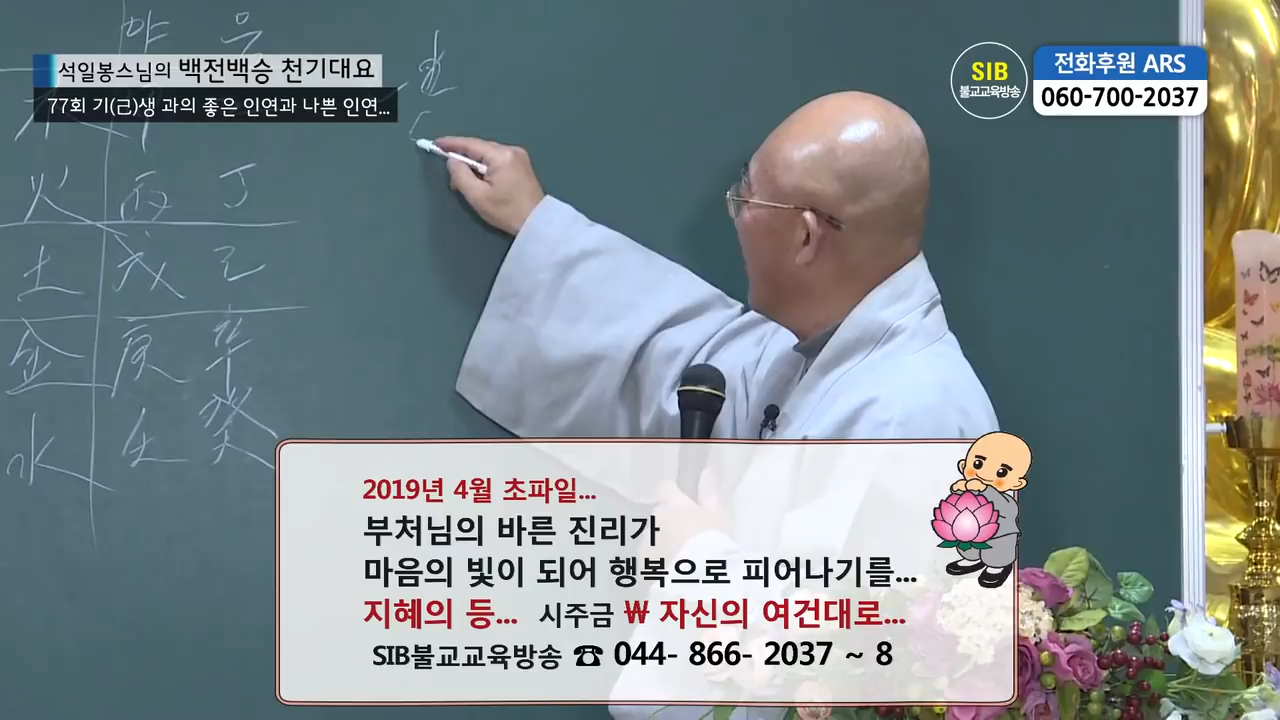 석일봉스님의 백전백승 천기대요
77회 기(己)생 과의 좋은 인연과 나쁜 인연...
SIB
불교교육방송
전화후원 ARS
060-700-2037
火 丙 丁
土 戊 己
金 庚 辛
水 壬 癸
2019년 4월 초파일...
부처님의 바른 진리가
마음의 빛이 되어 행복으로 피어나기를...
지혜의 등... 시주금 ₩ 자신의 여건대로...
SIB불교교육방송 ☎ 044- 866- 2037 ~ 8